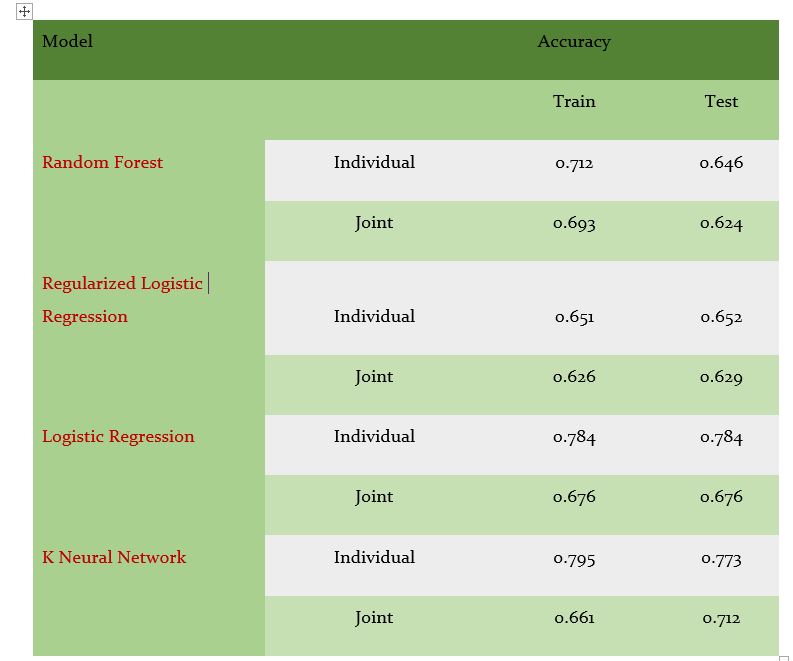 Model Accuracy
Train Test
Random Forest Individual 0.712 0.646
Joint 0.693 0.624
Regularized Logistic
Regression Individual 0.651 0.652
Joint 0.626 0.629
Logistic Regression Individual 0.784 0.784
Joint 0.676 0.676
K Neural Network Individual 0.795 0.773
Joint 0.661 0.712